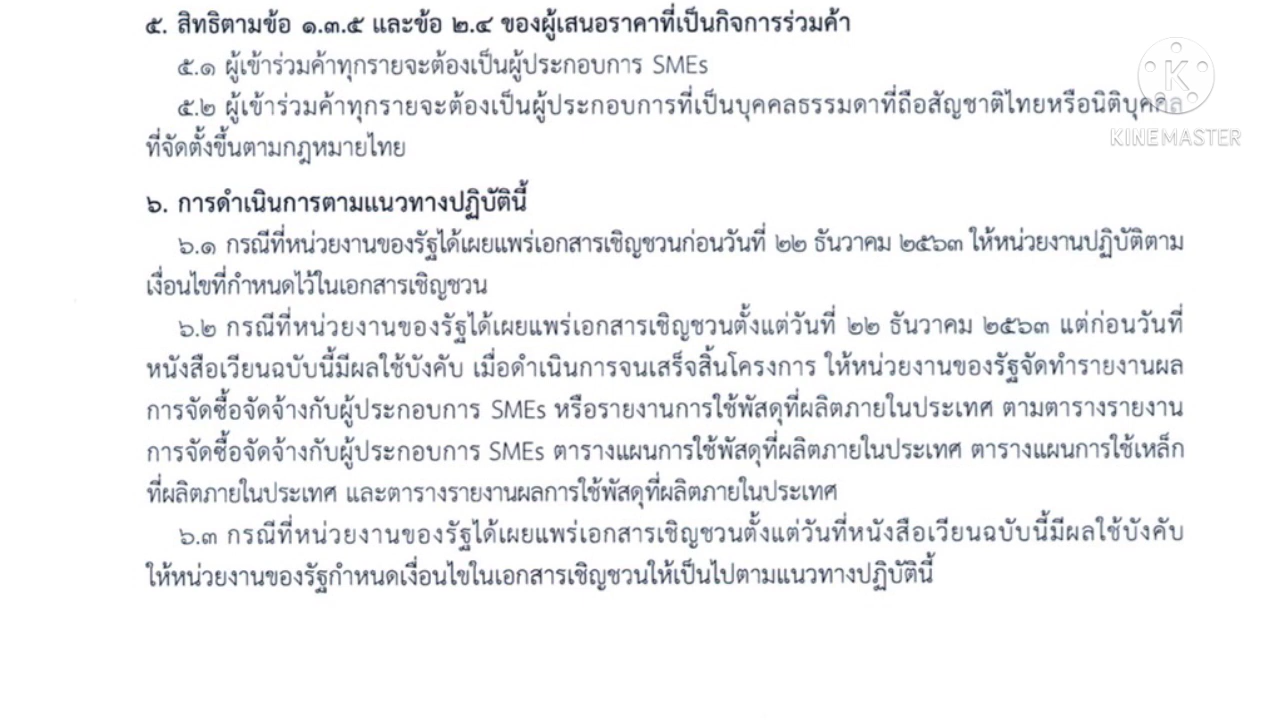 ๕. สิทธิตามข้อ ๑.๓.๕ และข้อ ๒.๔ ของผู้เสนอราคาที่เป็นกิจการร่วมค้า
๕.๑ ผู้เข้าร่วมค้าทุกรายจะต้องเป็นผู้ประกอบการ SMEs
๕.๒ ผู้เข้าร่วมค้าทุกรายจะต้องเป็นผู้ประกอบการที่เป็นบุคคลธรรมดาที่ถือสัญชาติไทยหรือนิติบุคคล
ที่จัดตั้งขึ้นตามกฎหมายไทย
๖. การดำเนินการตามแนวทางปฏิบัตินี้
๖.๑ กรณีที่หน่วยงานของรัฐได้เผยแพร่เอกสารเชิญชวนก่อนวันที่ ๒๒ ธันวาคม ๒๕๖๓ ให้หน่วยงานปฏิบัติตาม
เงื่อนไขที่กำหนดไว้ในเอกสารเชิญชวน
๖.๒ กรณีที่หน่วยงานของรัฐได้เผยแพร่เอกสารเชิญชวนตั้งแต่วันที่ ๒๒ ธันวาคม ๒๕๖๓ แต่ก่อนวันที่
หนังสือเวียนฉบับนี้มีผลใช้บังคับ เมื่อดำเนินการจนเสร็จสิ้นโครงการ ให้หน่วยงานของรัฐจัดทำรายงานผล
การจัดซื้อจัดจ้างกับผู้ประกอบการ SMEs หรือรายงานการใช้พัสดุที่ผลิตภายในประเทศ ตามตารางรายงาน
การจัดซื้อจัดจ้างกับผู้ประกอบการ SMEs ตารางแผนการใช้พัสดุที่ผลิตภายในประเทศ ตารางแผนการใช้เหล็ก
ที่ผลิตภายในประเทศ และตารางรายงานผลการใช้พัสดุที่ผลิตภายในประเทศ
๖.๓ กรณีที่หน่วยงานของรัฐได้เผยแพร่เอกสารเชิญชวนตั้งแต่วันที่หนังสือเวียนฉบับนี้มีผลใช้บังคับ
ให้หน่วยงานของรัฐกำหนดเงื่อนไขในเอกสารเชิญชวนให้เป็นไปตามแนวทางปฏิบัตินี้
K
KINEMASTER